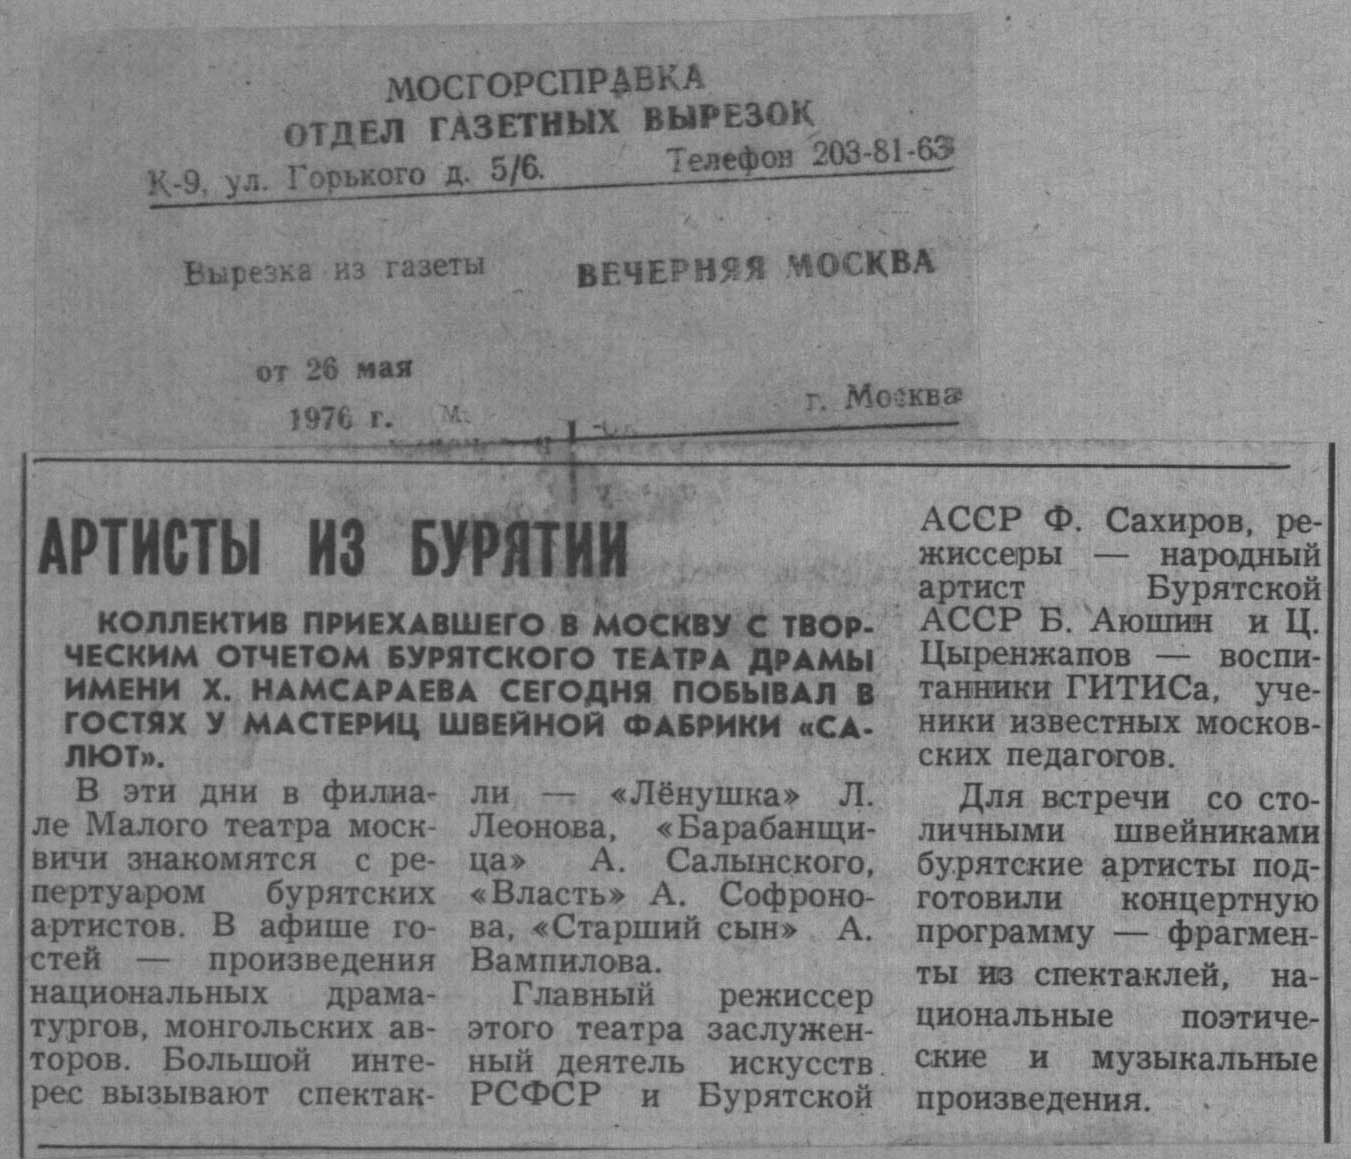 МОСГОРСПРАВКА
ОТДЕЛ ГАЗЕТНЫХ ВЫРЕЗОК
К-9, ул. Горького д. 5/6. Телефон 203-81-63
Вырезка из газеты ВЕЧЕРНЯЯ МОСКВА
от 26 мая
1976 г. г. Москва
АРТИСТЫ ИЗ БУРЯТИИ
КОЛЛЕКТИВ ПРИЕХАВШЕГО В МОСКВУ С ТВОР-
ЧЕСКИМ ОТЧЕТОМ БУРЯТСКОГО ТЕАТРА ДРАМЫ
ИМЕНИ Х. НАМСАРАЕВА СЕГОДНЯ ПОБЫВАЛ В
ГОСТЯХ У МАСТЕРИЦ ШВЕЙНОЙ ФАБРИКИ «СА-
ЛЮТ».
В эти дни в филиа-
ле Малого театра моск-
вичи знакомятся с ре-
пертуаром бурятских
артистов. В афише го-
стей — произведения
национальных драма-
тургов, монгольских ав-
торов. Большой инте-
рес вызывают спектак-
ли — «Лёнушка» Л.
Леонова, «Барабанщи-
ца» А. Салынского,
«Власть» А. Софроно-
ва, «Старший сын» А.
Вампилова.
Главный режиссер
этого театра заслужен-
ный деятель искусств
РСФСР и Бурятской
АССР Ф. Сахиров, ре-
жиссеры — народный
артист Бурятской
АССР Б. Аюшин и Ц.
Цыренжапов — воспи-
танники ГИТИСа, уче-
ники известных москов-
ских педагогов.
Для встречи со сто-
личными швейниками
бурятские артисты под-
готовили концертную
программу — фрагмен-
ты из спектаклей, на-
циональные поэтиче-
ские и музыкальные
произведения.